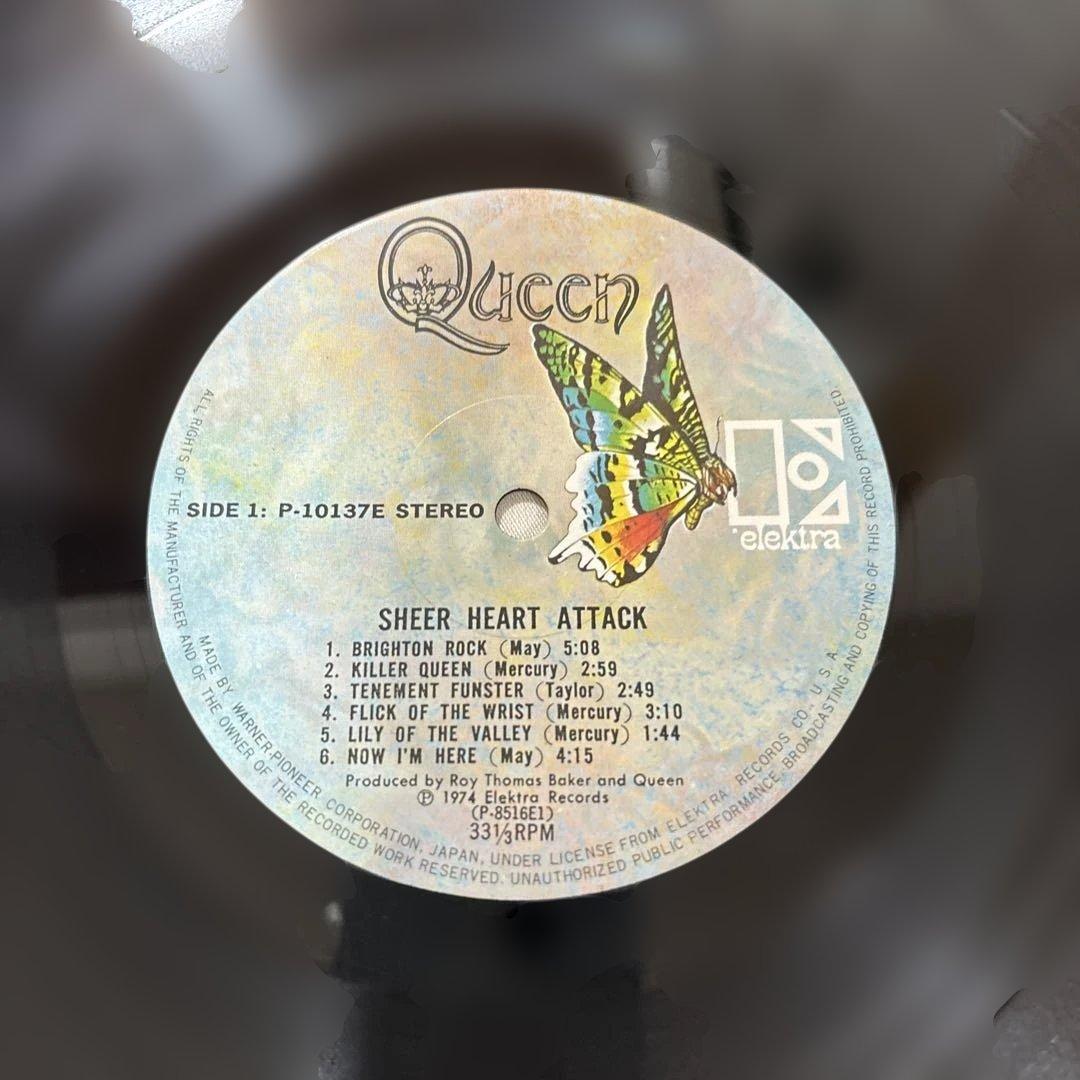 Queen
elektra
SIDE 1: P-10137E STEREO
SHEER HEART ATTACK
1. BRIGHTON ROCK (May) 5:08
2. KILLER QUEEN (Mercury) 2:59
3. TENEMENT FUNSTER (Taylor) 2:49
4. FLICK OF THE WRIST (Mercury) 3:10
5. LILY OF THE VALLEY (Mercury) 1:44
6. NOW I'M HERE (May) 4:15
Produced by Roy Thomas Baker and Queen
Ⓟ 1974 Elektra Records
(P-8516E1)
33⅓RPM
MADE BY WARNER-PIONEER CORPORATION, JAPAN, UNDER LICENSE FROM ELEKTRA RECORDS CO., U.S.A.
ALL RIGHTS OF THE MANUFACTURER AND OF THE OWNER OF THE RECORDED WORK RESERVED. UNAUTHORIZED PUBLIC PERFORMANCE, BROADCASTING AND COPYING OF THIS RECORD PROHIBITED.